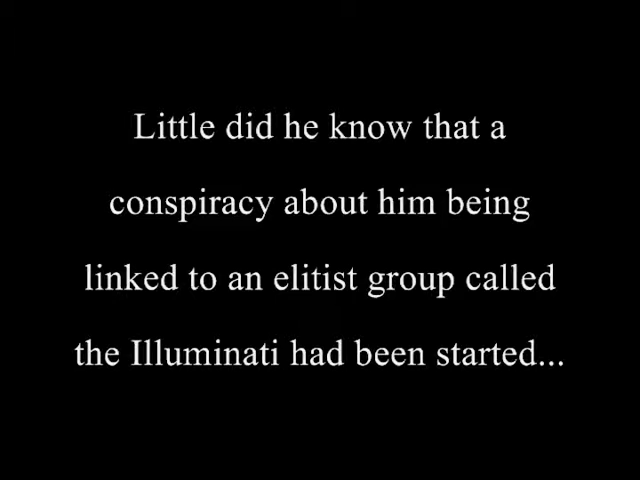 Little did he know that a
conspiracy about him being
linked to an elitist group called
the Illuminati had been started...